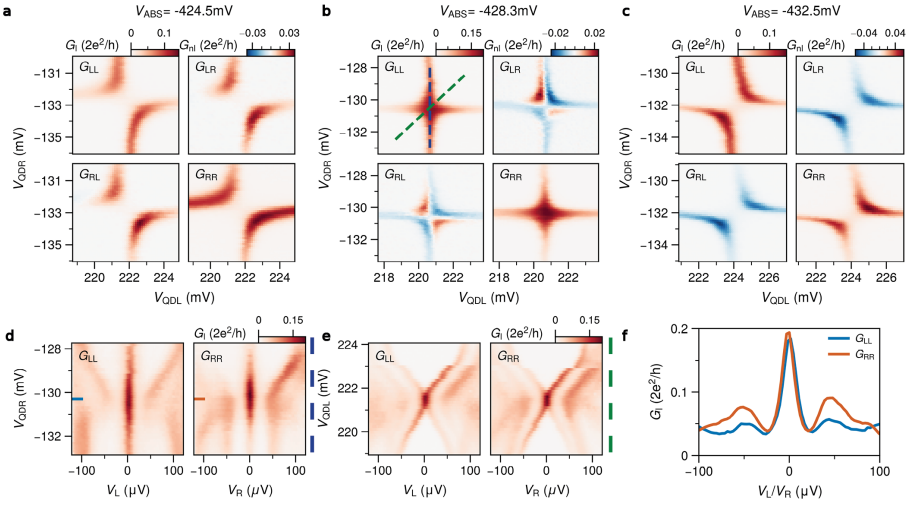 a
V_ABS= -424.5mV
G_l (2e²/h)
0
0.1
G_nl (2e²/h)
-0.03
0.03
G_LL
G_LR
G_RL
G_RR
−131
−133
−135
−131
−133
−135
V_QDR (mV)
220
222
224
220
222
224
V_QDL (mV)
b
V_ABS= -428.3mV
G_l (2e²/h)
0
0.15
G_nl (2e²/h)
-0.02
0.02
G_LL
G_LR
G_RL
G_RR
−128
−130
−132
−128
−130
−132
218
220
222
218
220
222
V_QDL (mV)
c
V_ABS= -432.5mV
G_l (2e²/h)
0
0.1
G_nl (2e²/h)
-0.04
0.04
G_LL
G_LR
G_RL
G_RR
−130
−132
−134
−130
−132
−134
V_QDR (mV)
222
224
226
222
224
226
V_QDL (mV)
d
G_l (2e²/h)
0
0.15
G_LL
G_RR
−128
−130
−132
V_QDR (mV)
−100
0
100
−100
0
100
V_L (µV)
V_R (µV)
e
G_l (2e²/h)
0
0.15
G_LL
G_RR
224
222
220
V_QDL (mV)
−100
0
100
−100
0
100
V_L (µV)
V_R (µV)
f
G_LL
G_RR
0.2
0.1
0
G_l (2e²/h)
−100
−50
0
50
100
V_L/V_R (µV)